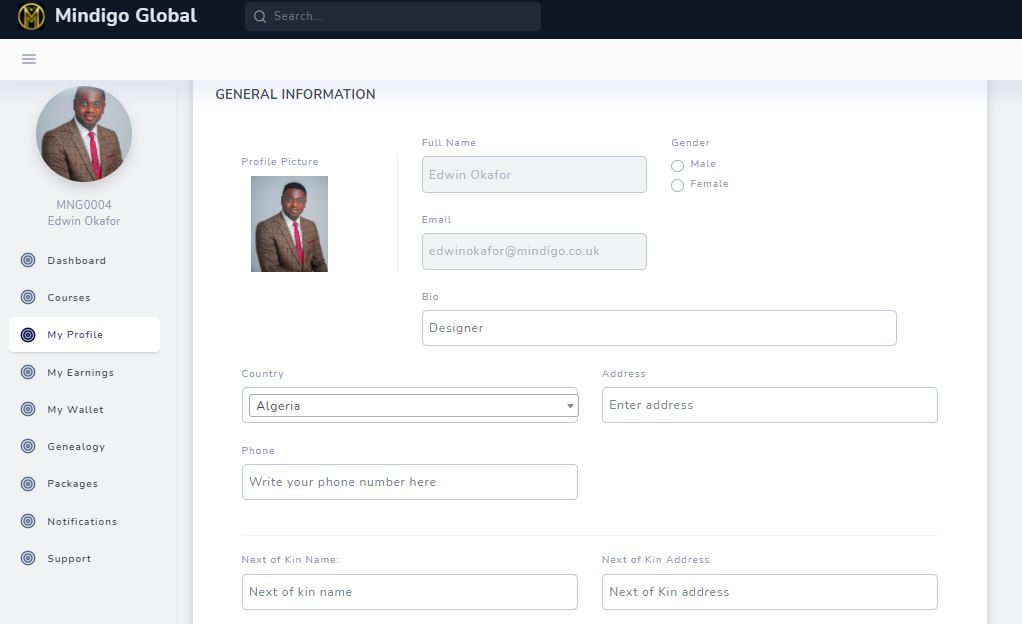 Mindigo Global
Search...
MNG0004
Edwin Okafor
Dashboard
Courses
My Profile
My Earnings
My Wallet
Genealogy
Packages
Notifications
Support
GENERAL INFORMATION
Profile Picture
Full Name
Edwin Okafor
Gender
Male
Female
Email
edwinokafor@mindigo.co.uk
Bio
Designer
Country
Algeria
Address
Enter address
Phone
Write your phone number here
Next of Kin Name:
Next of kin name
Next of Kin Address
Next of Kin address